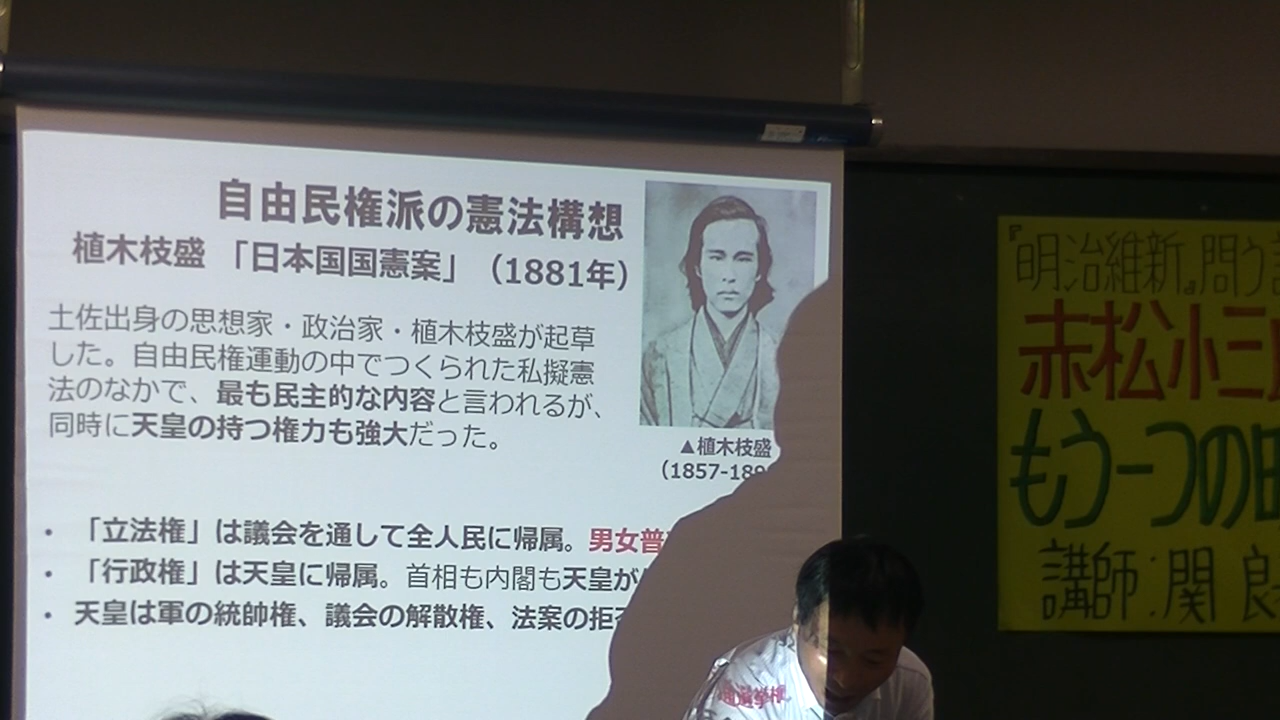 自由民権派の憲法構想
植木枝盛 「日本国国憲案」 (1881年)
土佐出身の思想家・政治家・植木枝盛が起草
した。自由民権運動の中でつくられた私擬憲
法のなかで、最も民主的な内容と言われるが、
同時に天皇の持つ権力も強大だった。
▲植木枝盛
(1857-189
• 「立法権」は議会を通して全人民に帰属。男女普
通選挙権
• 「行政権」は天皇に帰属。首相も内閣も天皇が
• 天皇は軍の統帥権、議会の解散権、法案の拒否
『明治維新』問う
赤松小三郎
もう一つの
講師:関 良